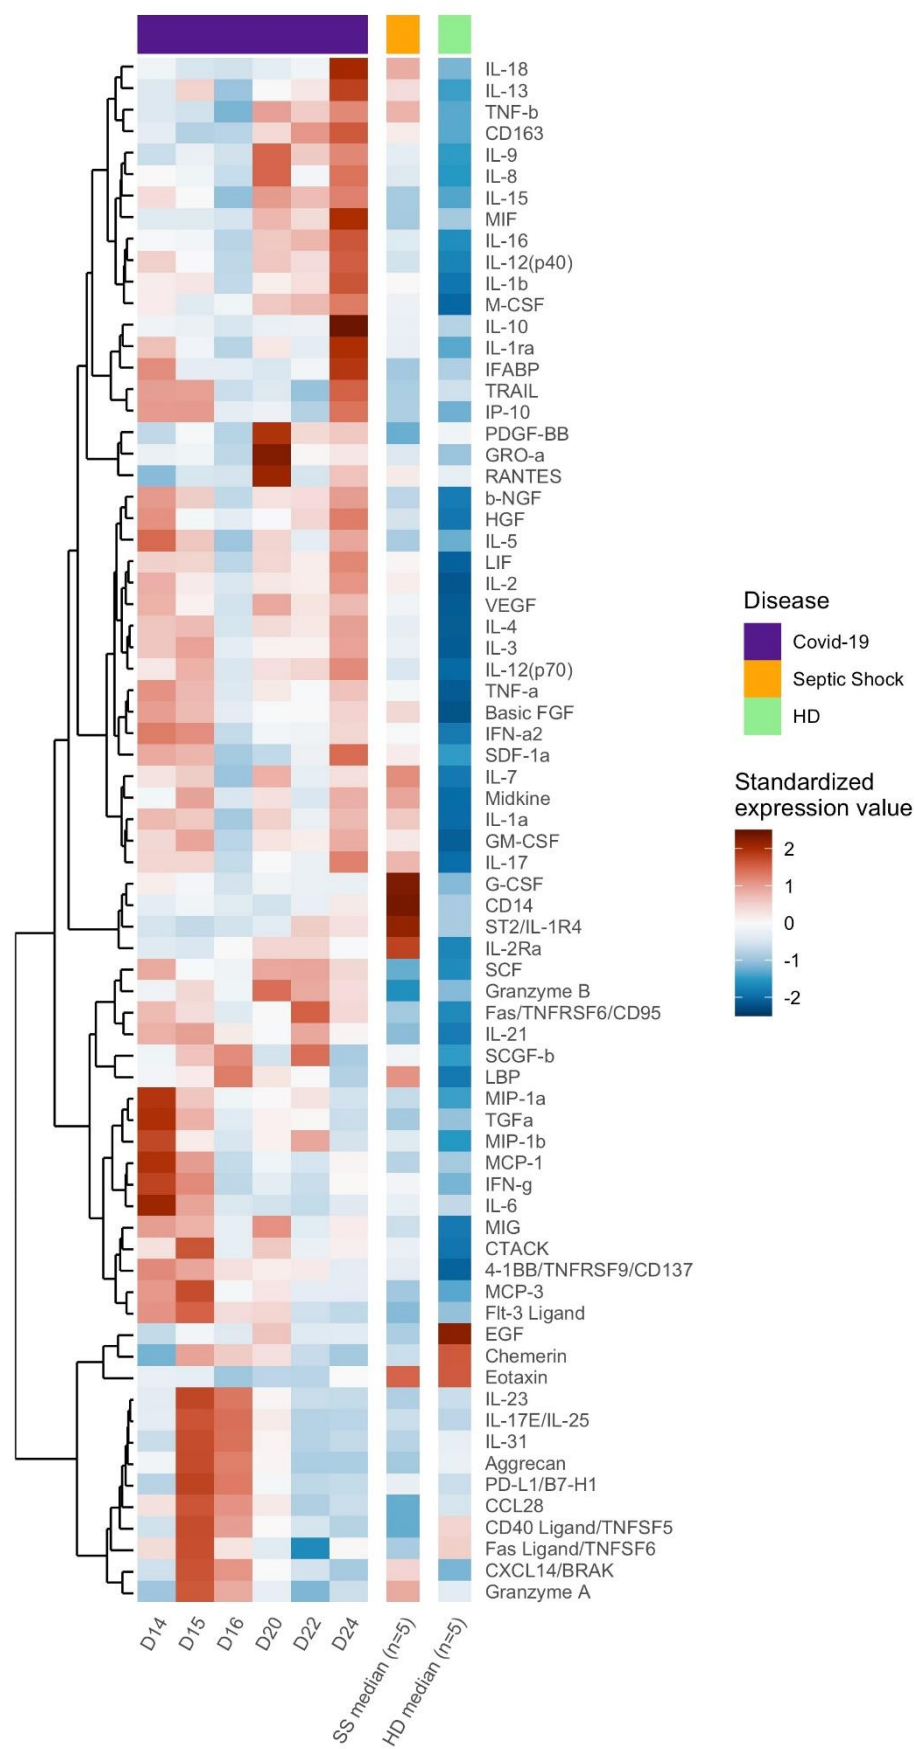 IL-18
IL-13
TNF-b
CD163
IL-9
IL-8
IL-15
MIF
IL-16
IL-12(p40)
IL-1b
M-CSF
IL-10
IL-1ra
IFABP
TRAIL
IP-10
PDGF-BB
GRO-a
RANTES
b-NGF
HGF
IL-5
LIF
IL-2
VEGF
IL-4
IL-3
IL-12(p70)
TNF-a
Basic FGF
IFN-a2
SDF-1a
IL-7
Midkine
IL-1a
GM-CSF
IL-17
G-CSF
CD14
ST2/IL-1R4
IL-2Ra
SCF
Granzyme B
Fas/TNFRSF6/CD95
IL-21
SCGF-b
LBP
MIP-1a
TGFa
MIP-1b
MCP-1
IFN-g
IL-6
MIG
CTACK
4-1BB/TNFRSF9/CD137
MCP-3
Flt-3 Ligand
EGF
Chemerin
Eotaxin
IL-23
IL-17E/IL-25
IL-31
Aggrecan
PD-L1/B7-H1
CCL28
CD40 Ligand/TNFSF5
Fas Ligand/TNFSF6
CXCL14/BRAK
Granzyme A
D14
D15
D16
D20
D22
D24
SS median (n=5)
HD median (n=5)
Disease
Covid-19
Septic Shock
HD
Standardized
expression value
2
1
0
-1
-2